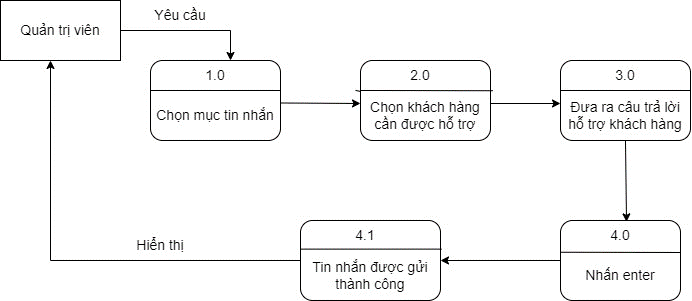 Quản trị viên
Yêu cầu
1.0
Chọn mục tin nhắn
2.0
Chọn khách hàng
cần được hỗ trợ
3.0
Đưa ra câu trả lời
hỗ trợ khách hàng
4.0
Nhấn enter
4.1
Tin nhắn được gửi
thành công
Hiển thị